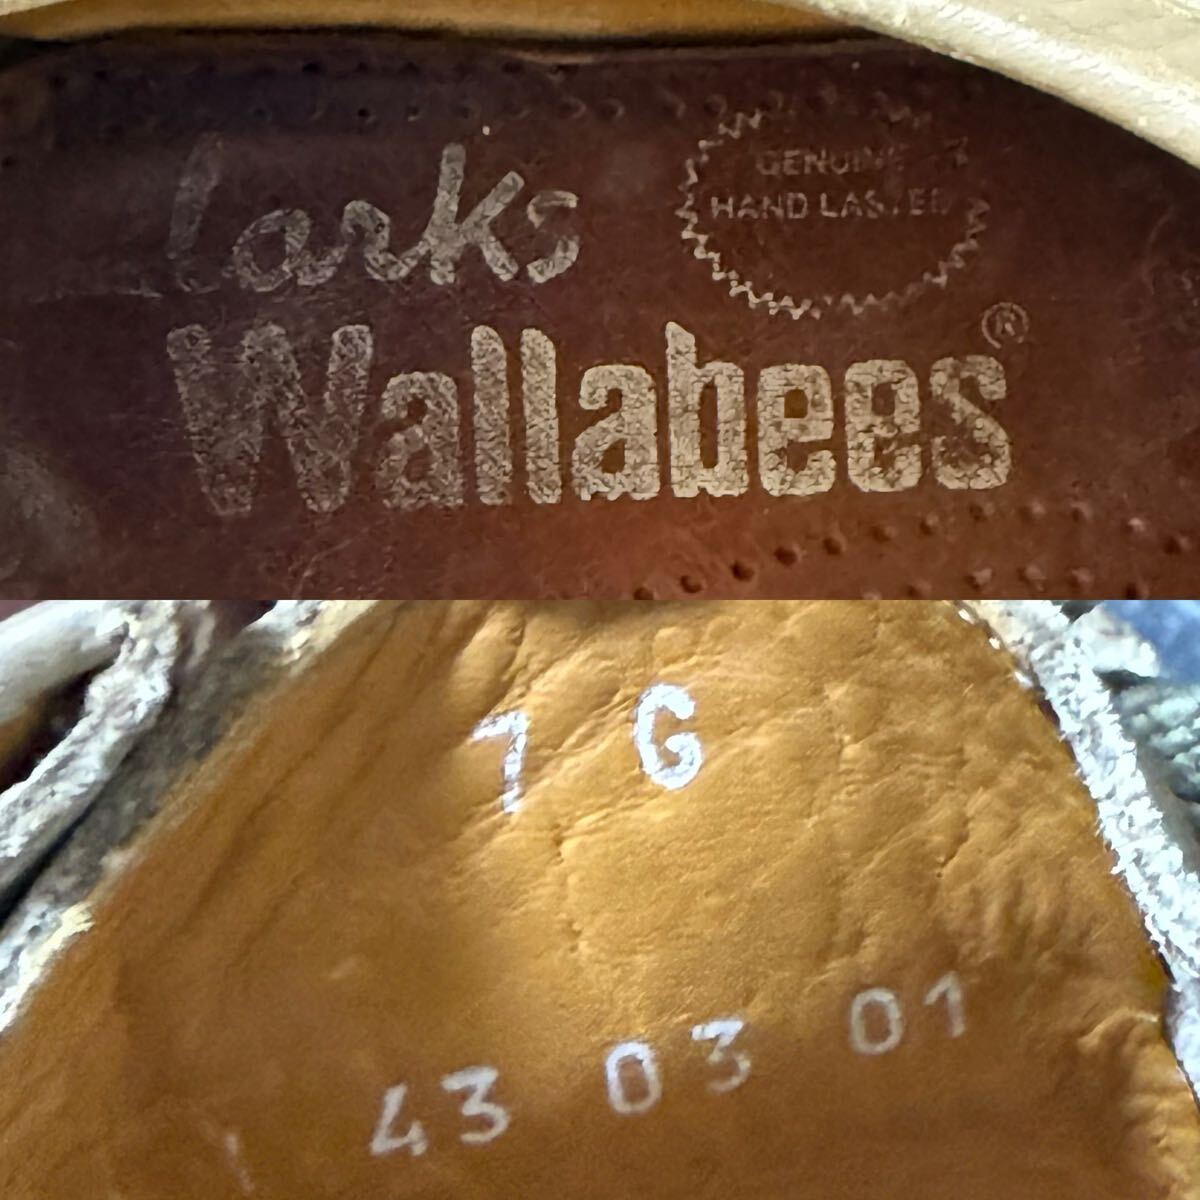 larks
GENUINE
HAND LASTED
Wallabees®
7 G
43 03 01